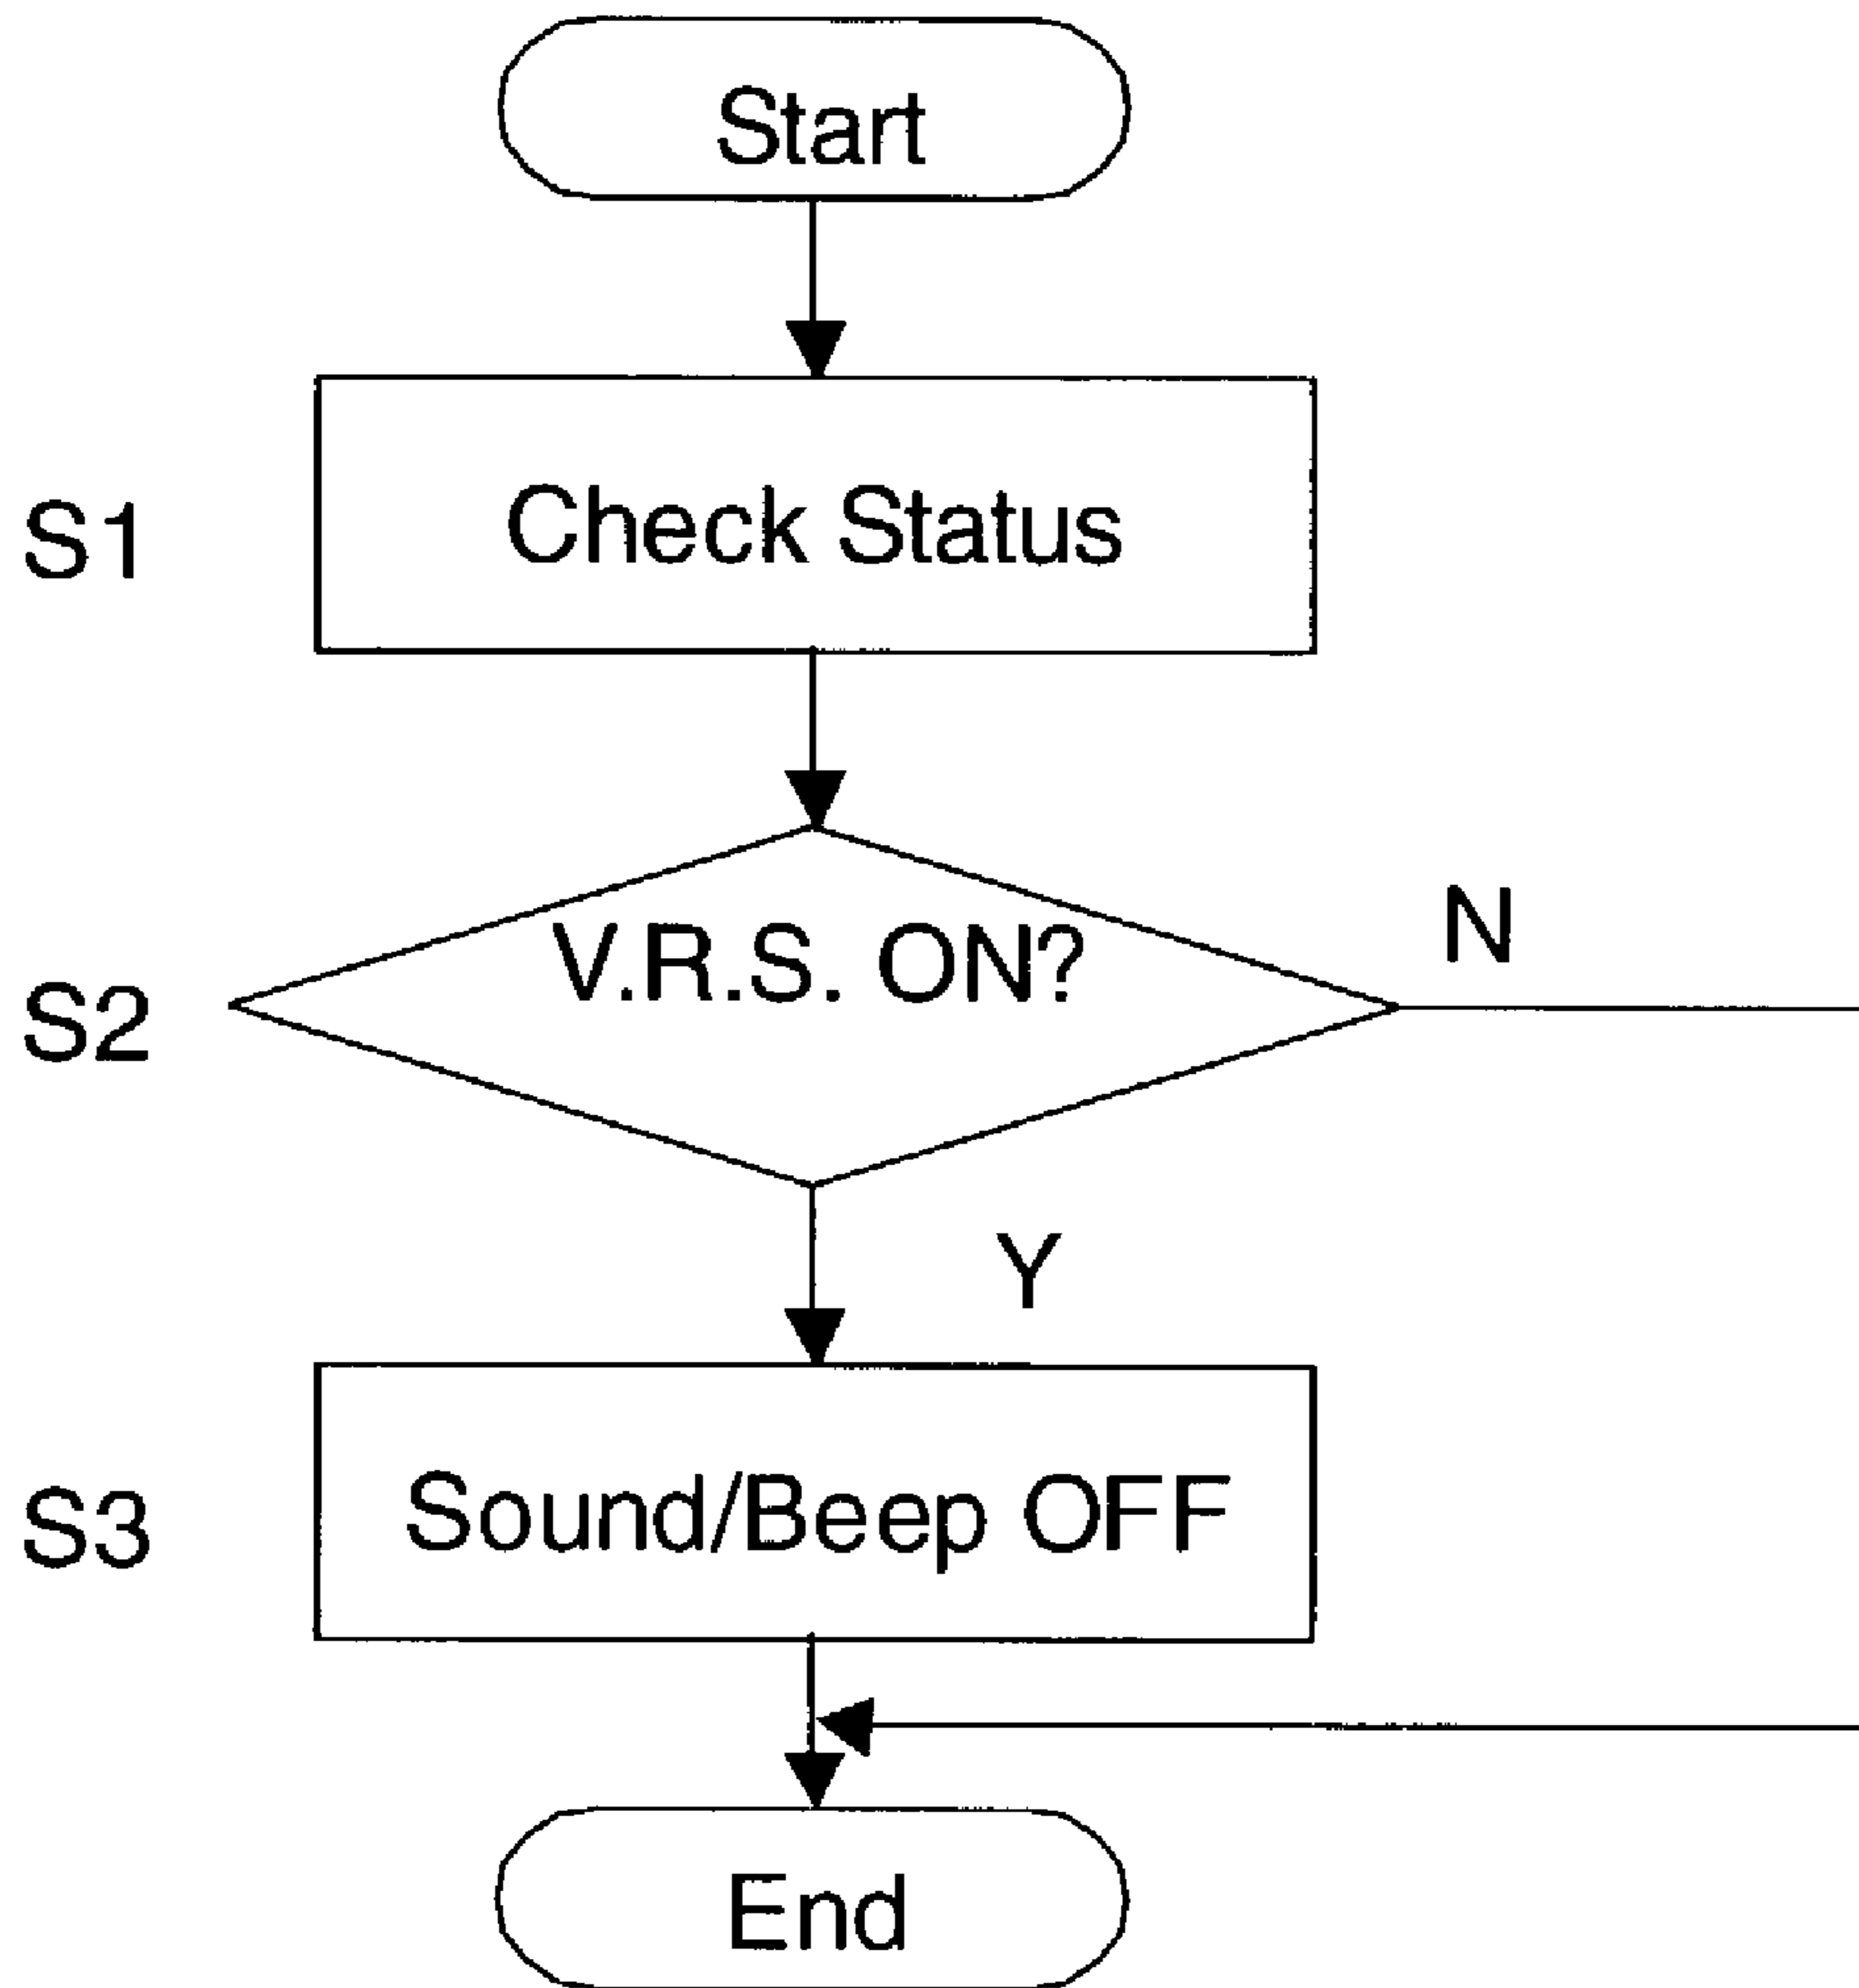 Start
S1
Check Status
S2
V.R.S. ON?
N
Y
S3
Sound/Beep OFF
End